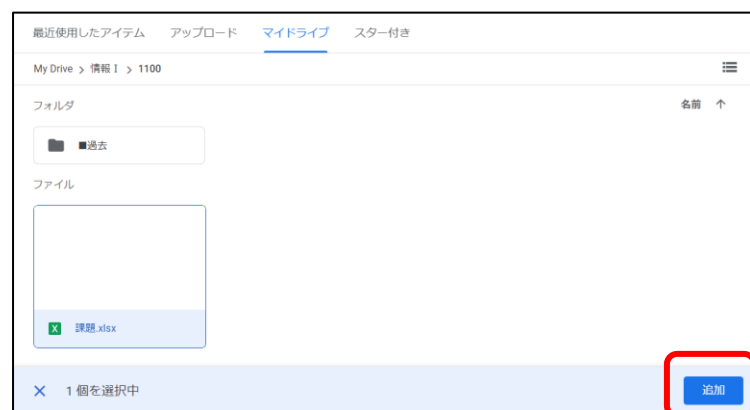 最近使用したアイテム アップロード マイドライブ スター付き
My Drive > 情報Ⅰ > 1100
フォルダ 名前 ↑
■過去
ファイル
X 課題.xlsx
× 1 個を選択中 追加